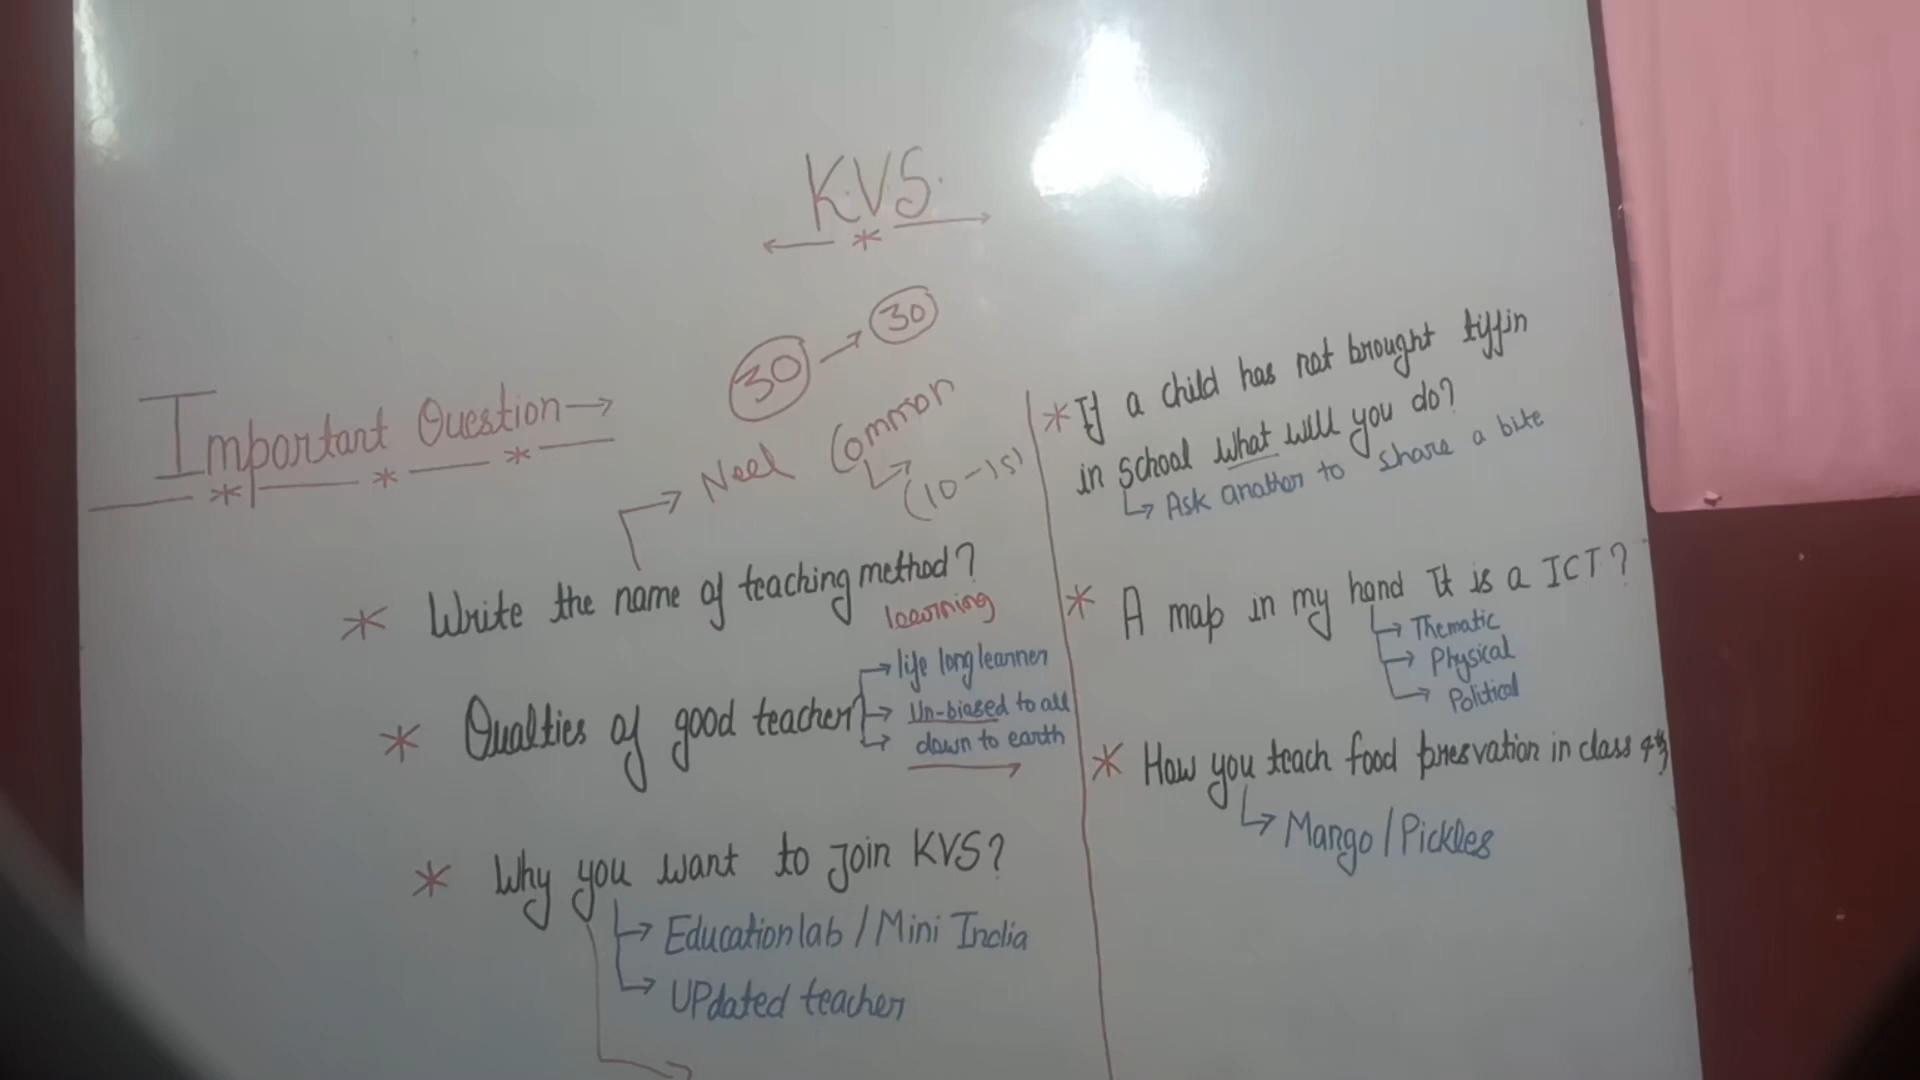 K.V.S.
30 → 30
Important Question →
Neel Common
(10-15)
* Write the name of teaching method?
learning
* Qualties of good teacher
life long learner
Un-biased to all
down to earth
* Why you want to join KVS?
Education lab / Mini India
UPdated teacher
* If a child has not brought tiffin
in school what will you do?
Ask another to share a bite
* A map in my hand It is a ICT?
Thematic
Physical
Political
* How you teach food presvation in class
Mango / Pickles